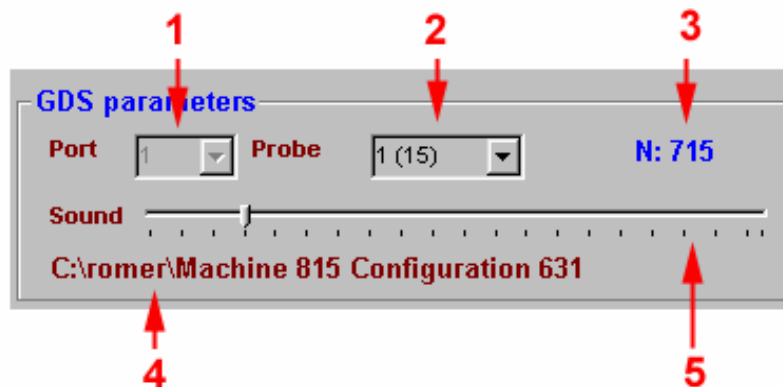 1 2 3
GDS parameters
Port 1 Probe 1 (15) N: 715
Sound
C:\romer\Machine 815 Configuration 631
4 5